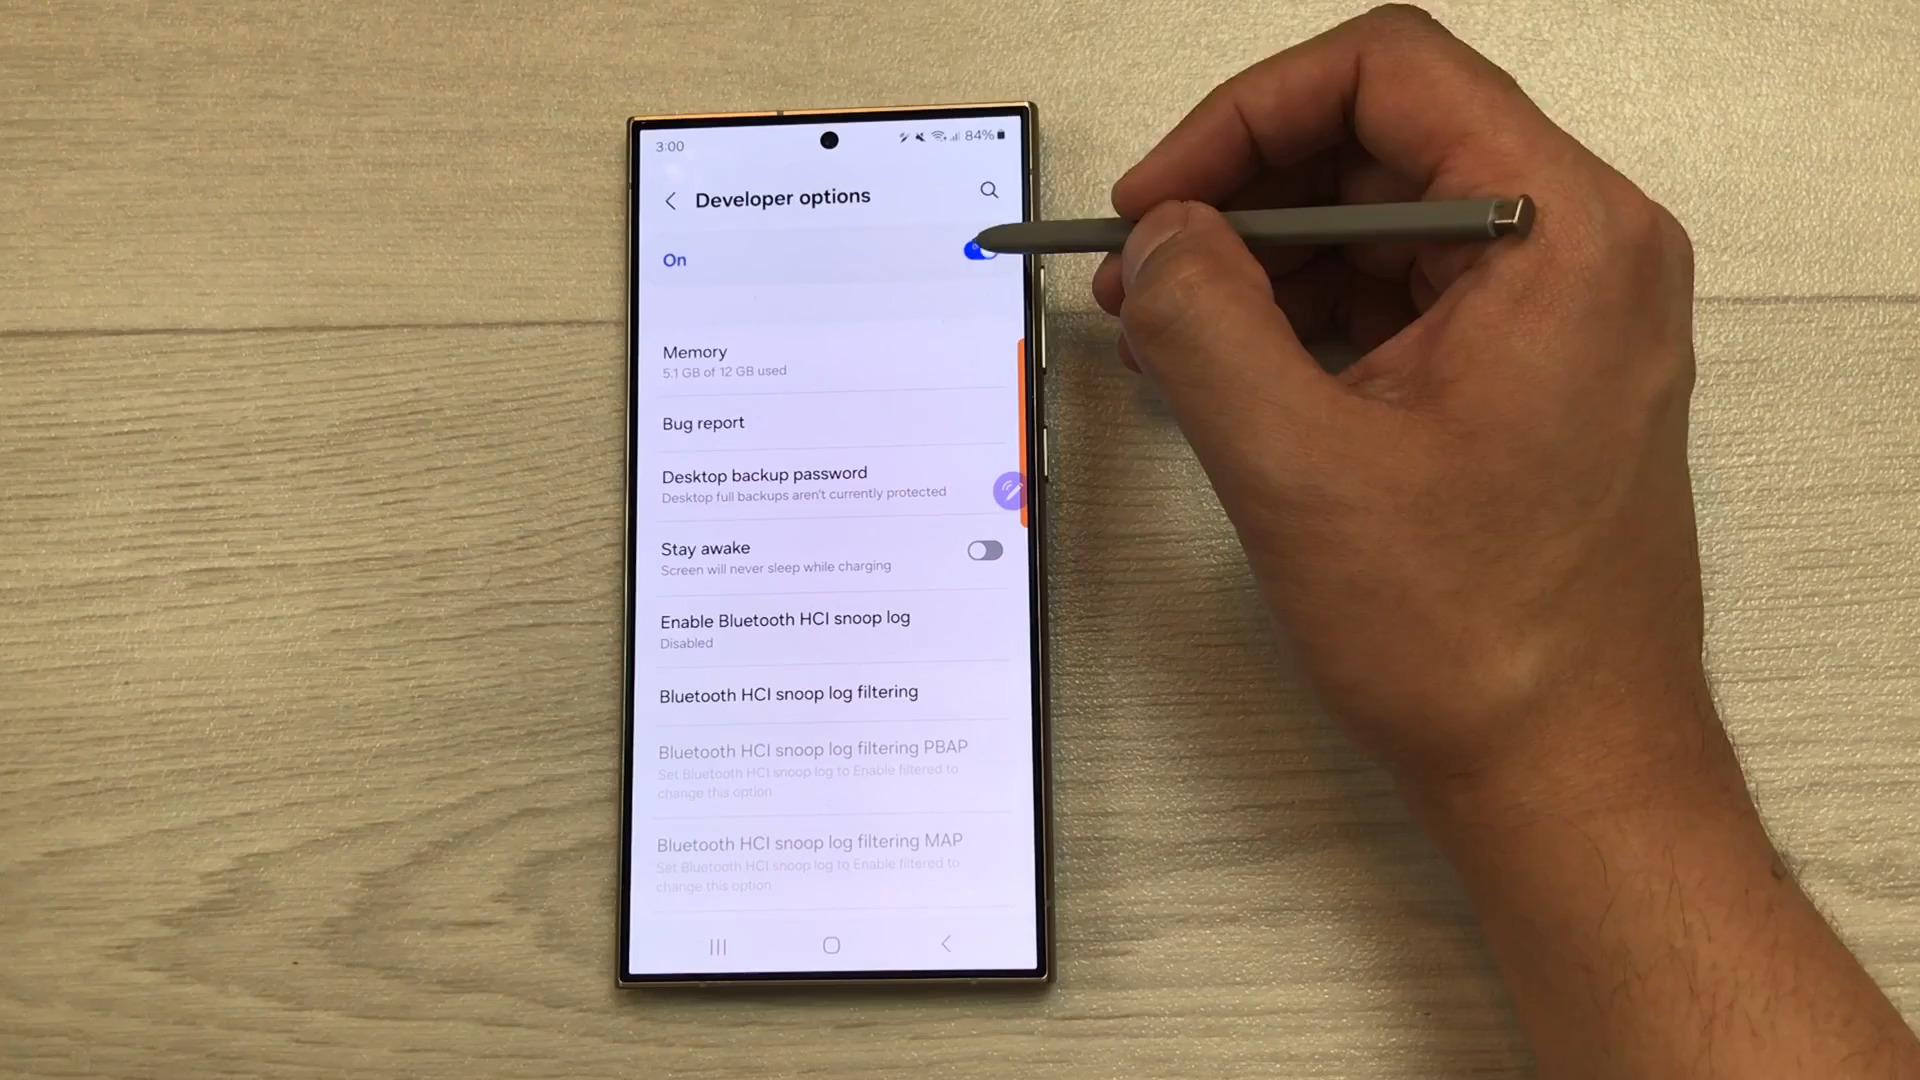 3:00
84%
Developer options
On
Memory
5.1 GB of 12 GB used
Bug report
Desktop backup password
Desktop full backups aren't currently protected
Stay awake
Screen will never sleep while charging
Enable Bluetooth HCI snoop log
Disabled
Bluetooth HCI snoop log filtering
Bluetooth HCI snoop log filtering PBAP
Set Bluetooth HCI snoop log to Enable filtered to
change this option
Bluetooth HCI snoop log filtering MAP
Set Bluetooth HCI snoop log to Enable filtered to
change this option